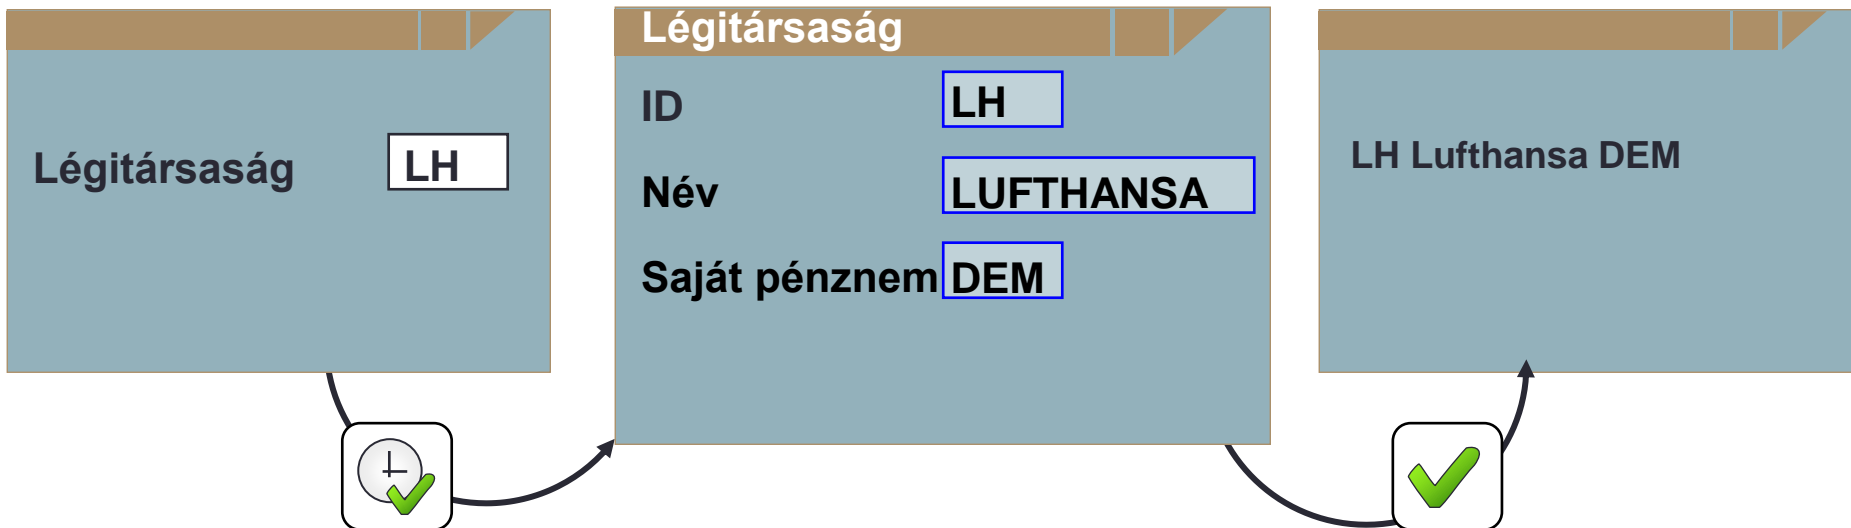 Légitársaság LH
Légitársaság
ID LH
Név LUFTHANSA
Saját pénznem DEM
LH Lufthansa DEM